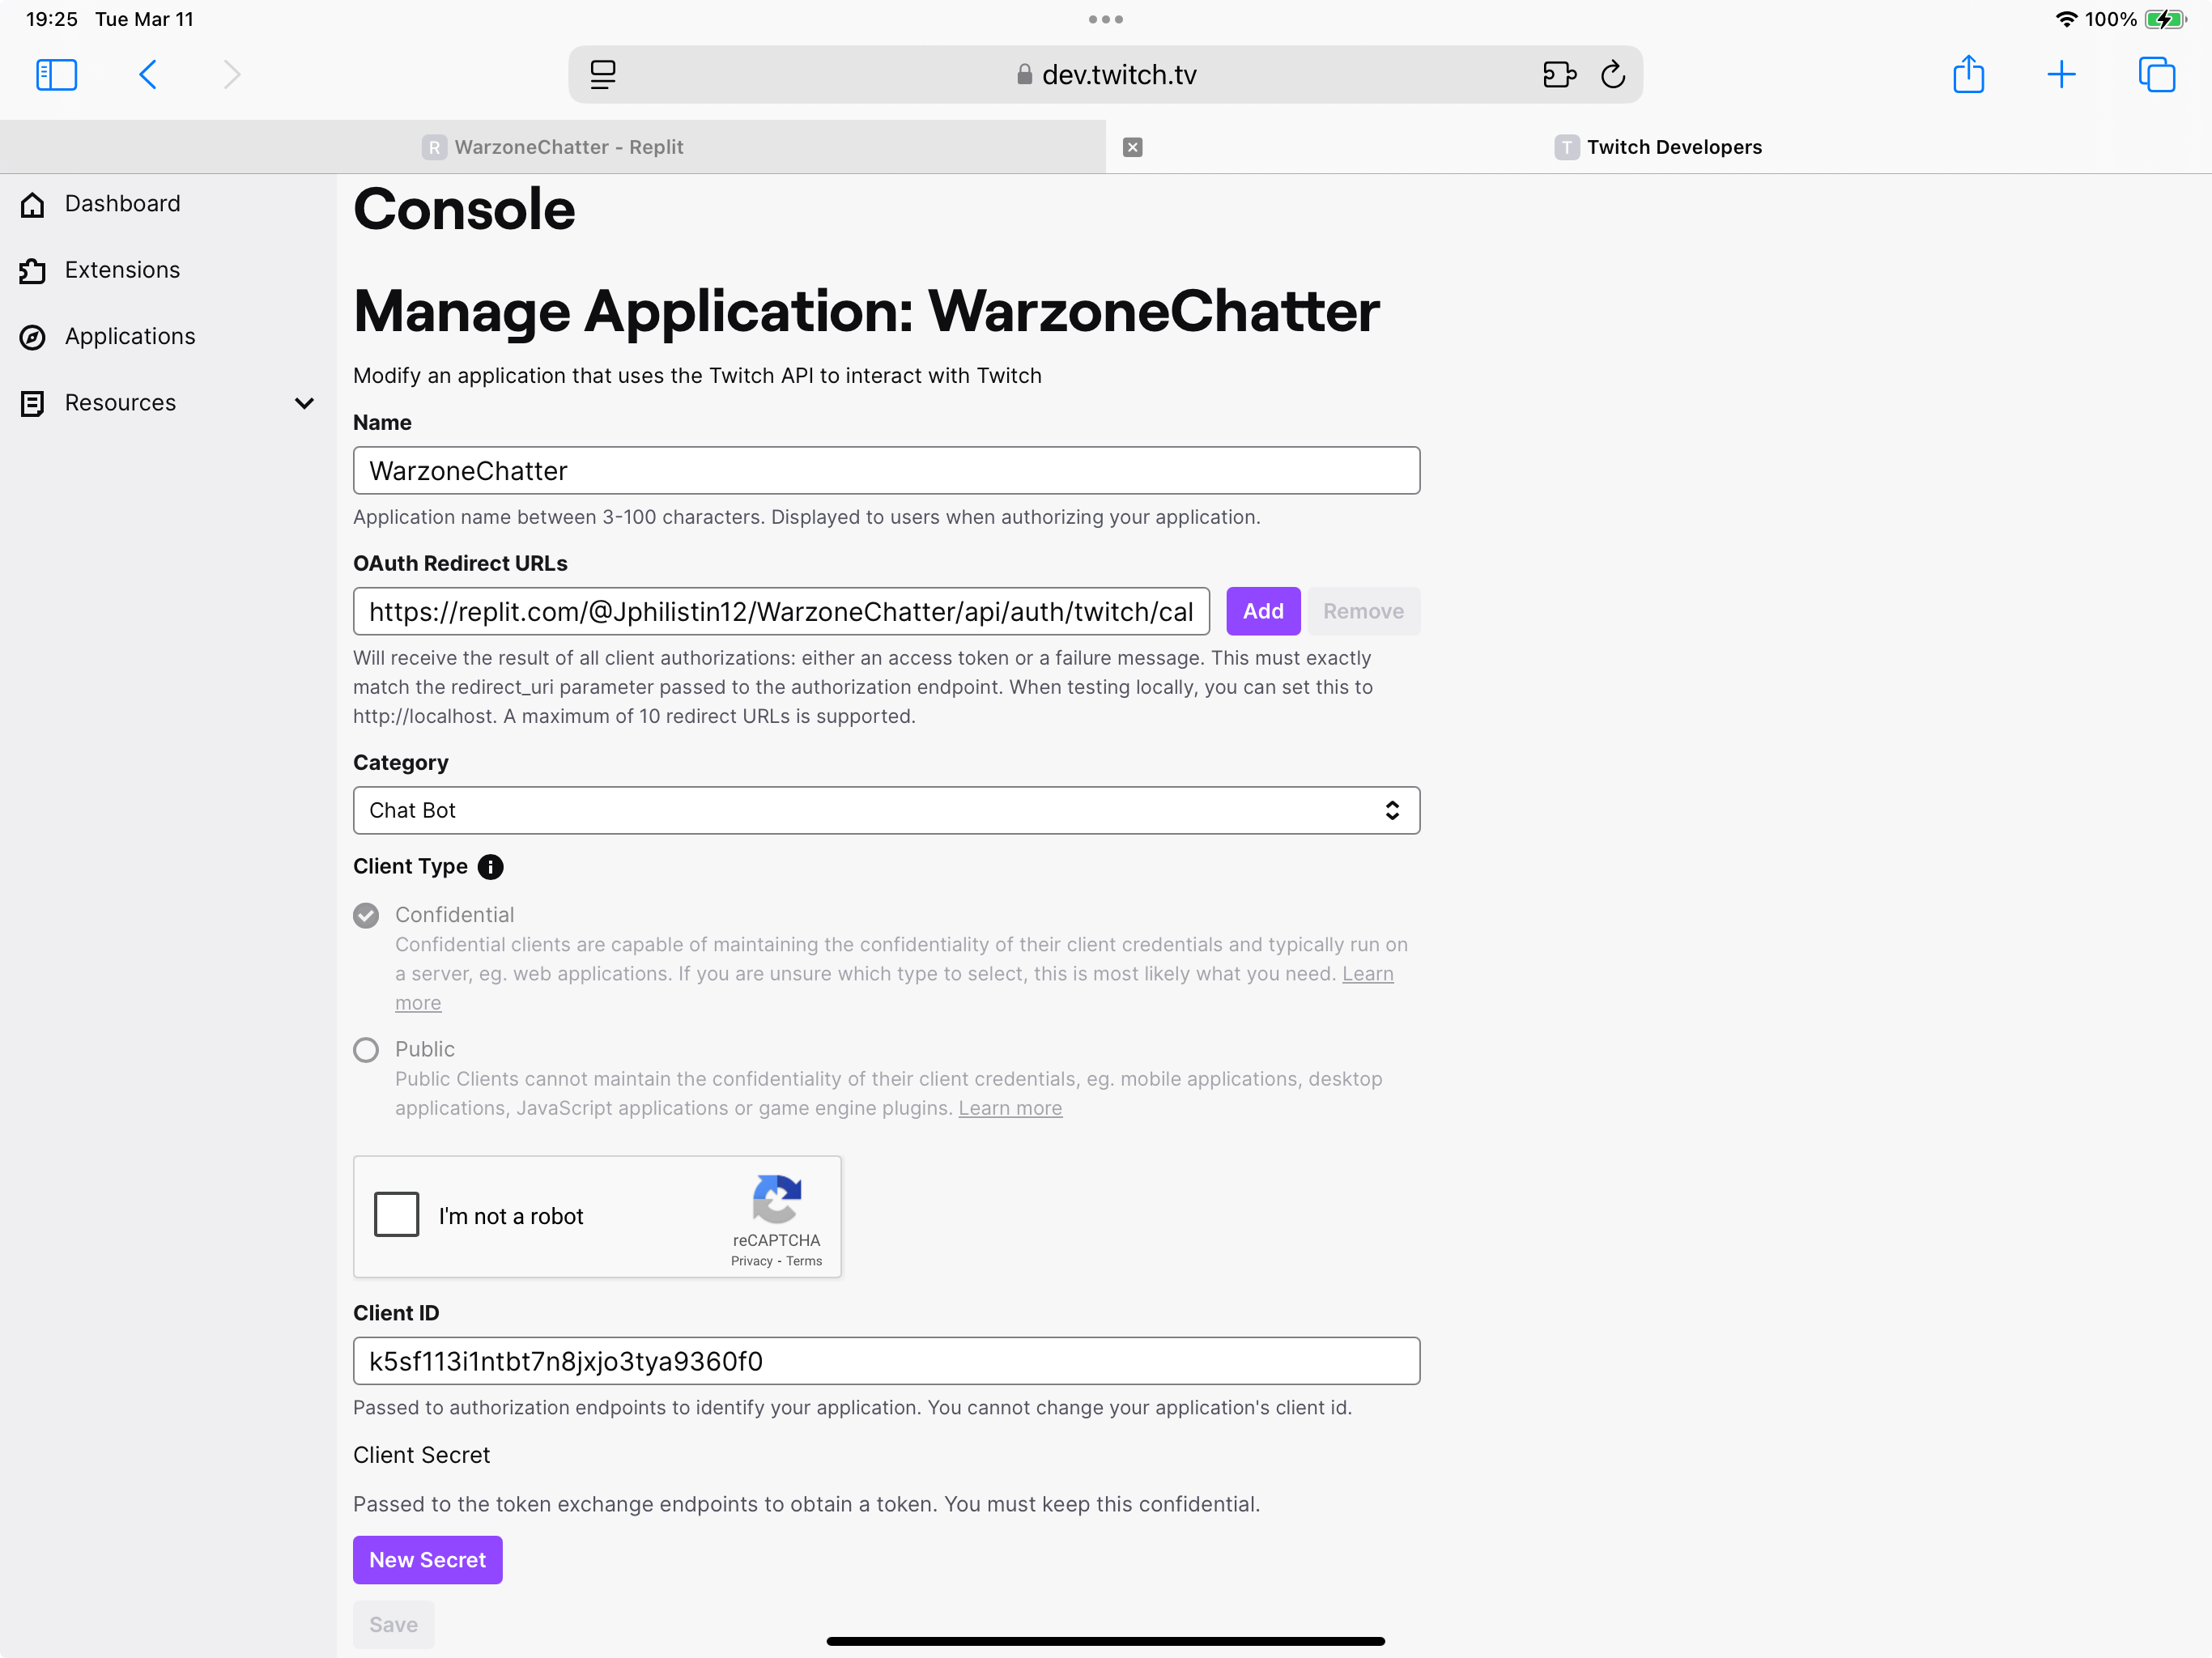 19:25 Tue Mar 11
100%
dev.twitch.tv
R WarzoneChatter - Replit
T Twitch Developers
Dashboard
Extensions
Applications
Resources
Console
Manage Application: WarzoneChatter
Modify an application that uses the Twitch API to interact with Twitch
Name
WarzoneChatter
Application name between 3-100 characters. Displayed to users when authorizing your application.
OAuth Redirect URLs
https://replit.com/@Jphilistin12/WarzoneChatter/api/auth/twitch/cal
Add
Remove
Will receive the result of all client authorizations: either an access token or a failure message. This must exactly
match the redirect_uri parameter passed to the authorization endpoint. When testing locally, you can set this to
http://localhost. A maximum of 10 redirect URLs is supported.
Category
Chat Bot
Client Type i
Confidential
Confidential clients are capable of maintaining the confidentiality of their client credentials and typically run on
a server, eg. web applications. If you are unsure which type to select, this is most likely what you need. Learn
more
Public
Public Clients cannot maintain the confidentiality of their client credentials, eg. mobile applications, desktop
applications, JavaScript applications or game engine plugins. Learn more
I'm not a robot
reCAPTCHA
Privacy - Terms
Client ID
k5sf113i1ntbt7n8jxjo3tya9360f0
Passed to authorization endpoints to identify your application. You cannot change your application's client id.
Client Secret
Passed to the token exchange endpoints to obtain a token. You must keep this confidential.
New Secret
Save